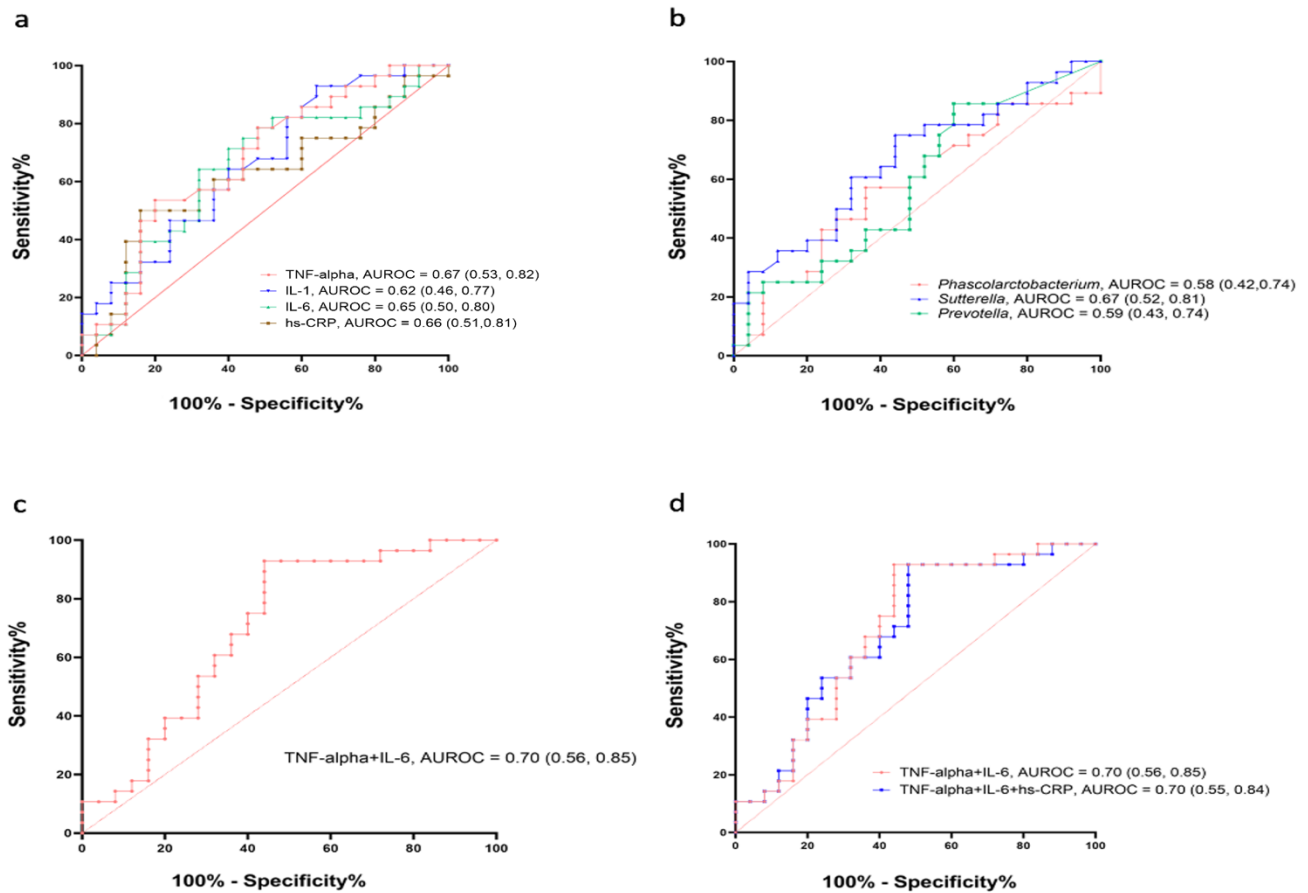 a
100
80
60
40
20
0
Sensitivity%
TNF-alpha, AUROC = 0.67 (0.53, 0.82)
IL-1, AUROC = 0.62 (0.46, 0.77)
IL-6, AUROC = 0.65 (0.50, 0.80)
hs-CRP, AUROC = 0.66 (0.51,0.81)
0 20 40 60 80 100
100% - Specificity%
b
100
80
60
40
20
0
Sensitivity%
Phascolarctobacterium, AUROC = 0.58 (0.42,0.74)
Sutterella, AUROC = 0.67 (0.52, 0.81)
Prevotella, AUROC = 0.59 (0.43, 0.74)
0 20 40 60 80 100
100% - Specificity%
c
100
80
60
40
20
0
Sensitivity%
TNF-alpha+IL-6, AUROC = 0.70 (0.56, 0.85)
0 20 40 60 80 100
100% - Specificity%
d
100
80
60
40
20
0
Sensitivity%
TNF-alpha+IL-6, AUROC = 0.70 (0.56, 0.85)
TNF-alpha+IL-6+hs-CRP, AUROC = 0.70 (0.55, 0.84)
0 20 40 60 80 100
100% - Specificity%